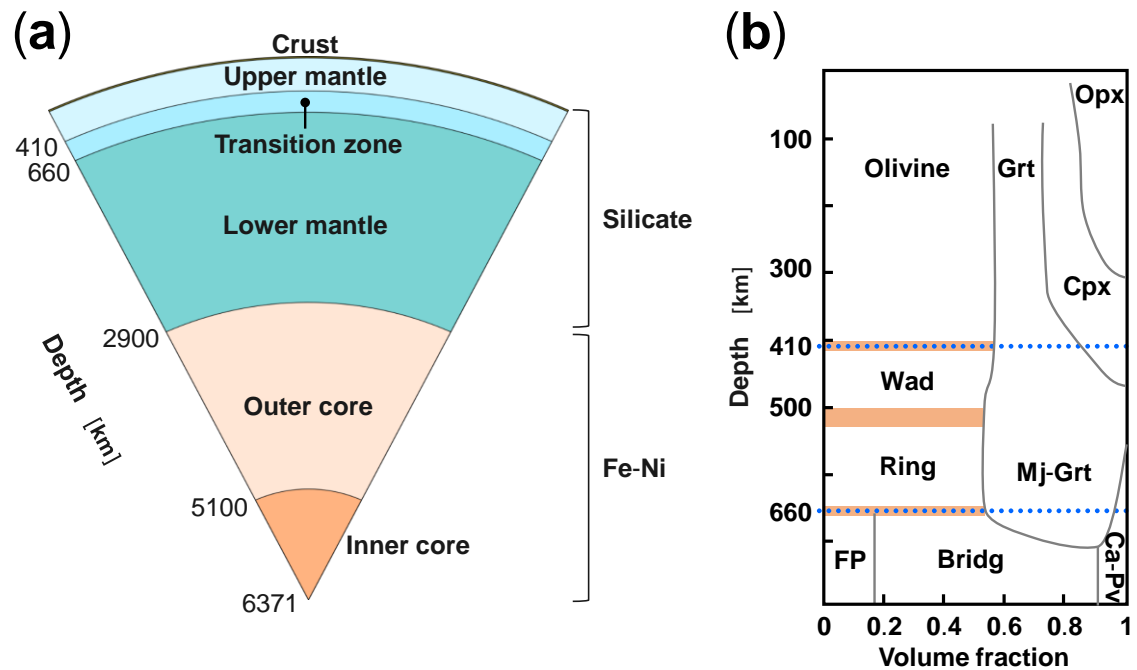 (a)
Crust
Upper mantle
Transition zone
Lower mantle
Outer core
Inner core
410
660
2900
5100
6371
Depth [km]
Silicate
Fe-Ni
(b)
Opx
Olivine
Grt
Cpx
Wad
Ring
Mj-Grt
FP
Bridg
Ca-Pv
100
300
410
500
660
Depth [km]
0 0.2 0.4 0.6 0.8 1
Volume fraction